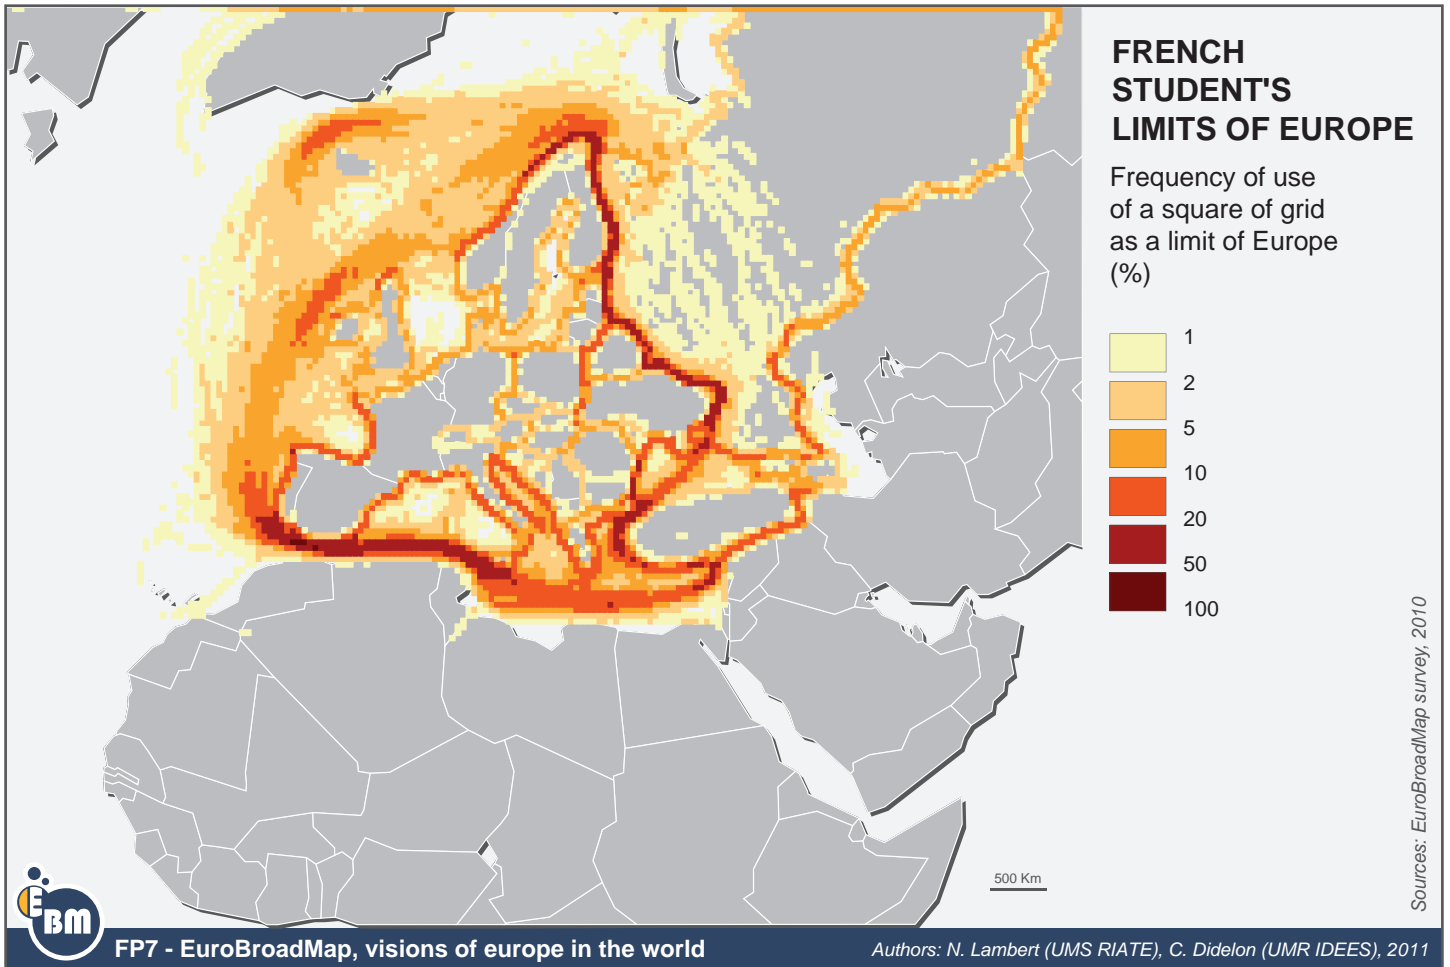 FRENCH
STUDENT'S
LIMITS OF EUROPE
Frequency of use
of a square of grid
as a limit of Europe
(%)
1
2
5
10
20
50
100
500 Km
Sources: EuroBroadMap survey, 2010
EBM
FP7 - EuroBroadMap, visions of europe in the world
Authors: N. Lambert (UMS RIATE), C. Didelon (UMR IDEES), 2011